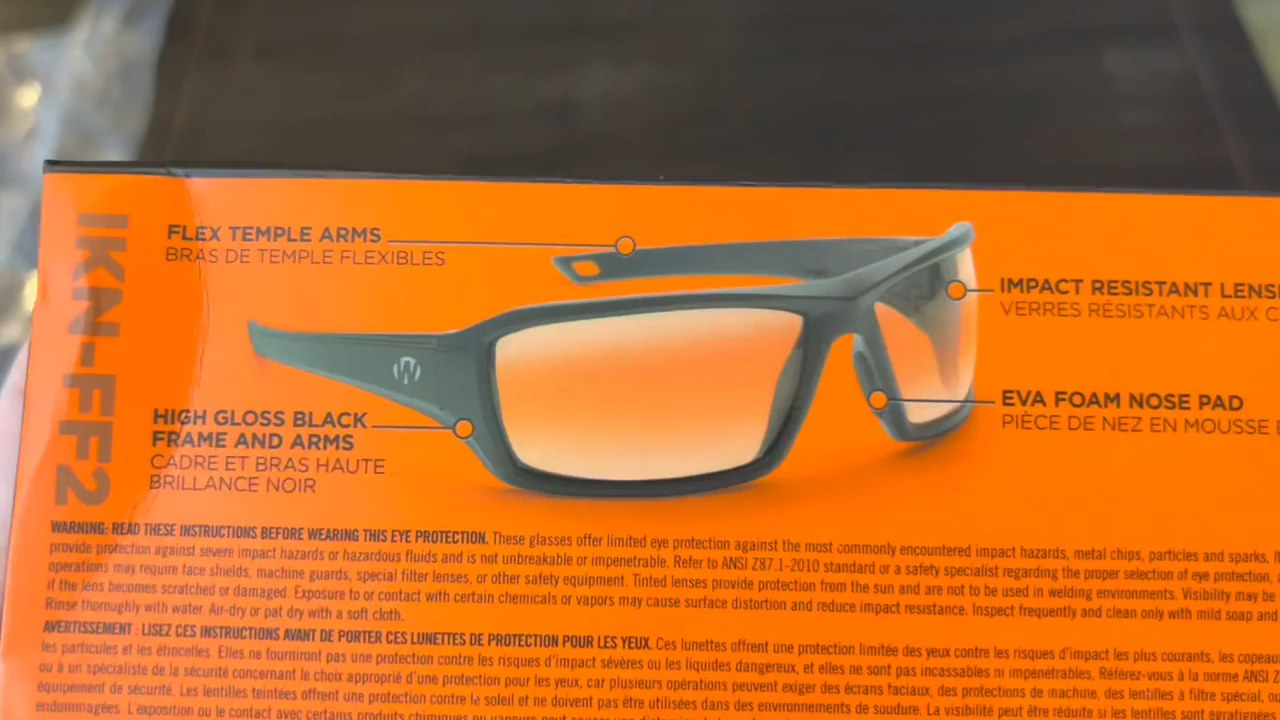 IKN-FF2
FLEX TEMPLE ARMS
BRAS DE TEMPLE FLEXIBLES
IMPACT RESISTANT
VERRES RÉSISTANTS AUX
W
EVA FOAM NOSE PAD
PIÈCE DE NEZ EN MOUSSE
HIGH GLOSS BLACK
FRAME AND ARMS
CADRE ET BRAS HAUTE
BRILLANCE NOIR
WARNING: READ THESE INSTRUCTIONS BEFORE WEARING THIS EYE PROTECTION. These glasses offer limited eye protection against the most commonly encountered impact hazards, metal chips, particles and sparks.
provide protection against severe impact hazards or hazardous fluids and is not unbreakable or impenetrable. Refer to ANSI Z87.1-2010 standard or a safety specialist regarding the proper selection of eye protection,
operations may require face shields, machine guards, special filter lenses, or other safety equipment. Tinted lenses provide protection from the sun and are not to be used in welding environments. Visibility may be
if the lens becomes scratched or damaged. Exposure to or contact with certain chemicals or vapors may cause surface distortion and reduce impact resistance. Inspect frequently and clean only with mild soap and
Rinse thoroughly with water. Air-dry or pat dry with a soft cloth.
AVERTISSEMENT : LISEZ CES INSTRUCTIONS AVANT DE PORTER CES LUNETTES DE PROTECTION POUR LES YEUX. Ces lunettes offrent une protection limitée des yeux contre les risques d'impact les plus courants, les
les particules et les étincelles. Elles ne fourniront pas une protection contre les risques d'impact sévères ou les liquides dangereux, et elles ne sont pas incassables ni impénétrables. Référez-vous à la norme ANSI
ou à un spécialiste de la sécurité concernant le choix approprié d'une protection pour les yeux, car plusieurs opérations peuvent exiger des écrans faciaux, des protections de machine, des lentilles à filtre spécial,
équipement de sécurité. Les lentilles teintées offrent une protection contre le soleil et ne doivent pas être utilisées dans des environnements de soudure. La visibilité peut être réduite si les lentilles sont
endommagées. L'exposition ou le contact avec certains produits chimiques ou vapeurs peut